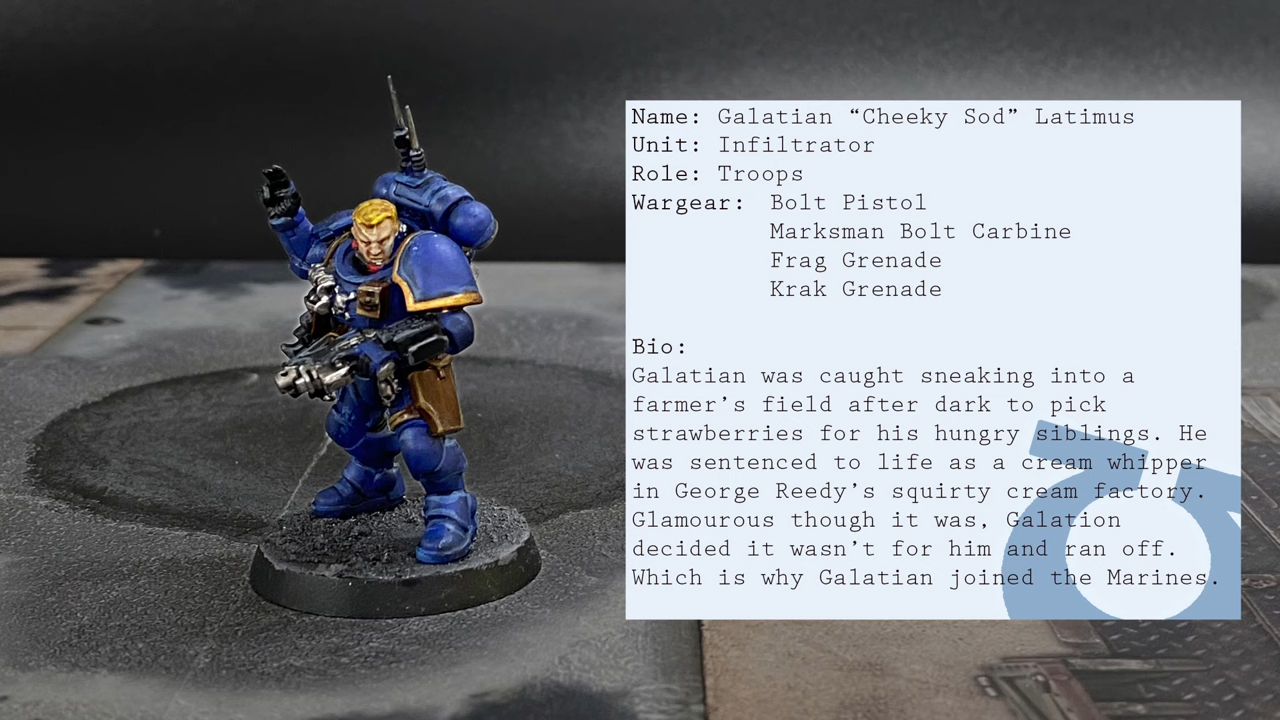 Name: Galatian “Cheeky Sod” Latimus
Unit: Infiltrator
Role: Troops
Wargear: Bolt Pistol
Marksman Bolt Carbine
Frag Grenade
Krak Grenade
Bio:
Galatian was caught sneaking into a
farmer’s field after dark to pick
strawberries for his hungry siblings. He
was sentenced to life as a cream whipper
in George Reedy’s squirty cream factory.
Glamourous though it was, Galation
decided it wasn’t for him and ran off.
Which is why Galatian joined the Marines.